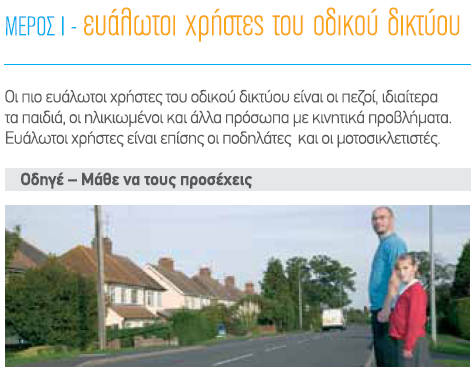 ΜΕΡΟΣ Ι - ευάλωτοι χρήστες του οδικού δικτύου
Οι πιο ευάλωτοι χρήστες του οδικού δικτύου είναι οι πεζοί, ιδιαίτερα
τα παιδιά, οι ηλικιωμένοι και άλλα πρόσωπα με κινητικά προβλήματα.
Ευάλωτοι χρήστες είναι επίσης οι ποδηλάτες και οι μοτοσικλετιστές.
Οδηγέ – Μάθε να τους προσέχεις